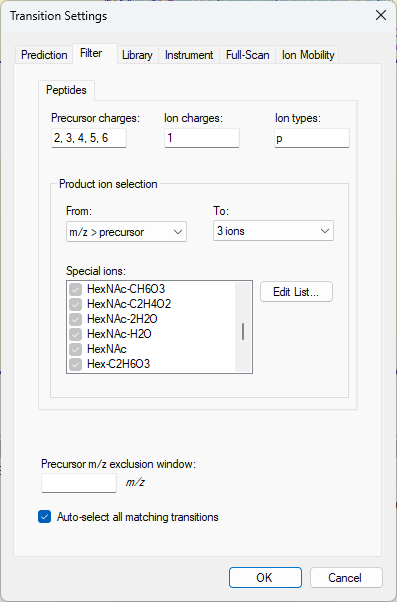 Transition Settings
Prediction Filter Library Instrument Full-Scan Ion Mobility
Peptides
Precursor charges: Ion charges: Ion types:
2, 3, 4, 5, 6 1 p
Product ion selection
From: To:
m/z > precursor 3 ions
Special ions:
HexNAc-CH6O3
HexNAc-C2H4O2
HexNAc-2H2O
HexNAc-H2O
HexNAc
Hex-C2H6O3
Edit List...
Precursor m/z exclusion window:
m/z
Auto-select all matching transitions
OK Cancel